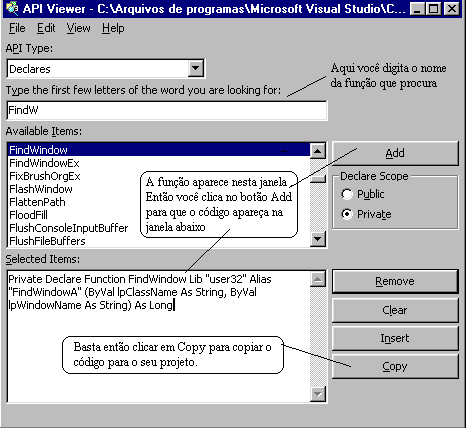 API Viewer - C:\Arquivos de programas\Microsoft Visual Studio\C...
File Edit View Help
API Type:
Declares
Aqui você digita o nome
da função que procura
Type the first few letters of the word you are looking for:
FindW
Available Items:
FindWindow
FindWindowEx
FixBrushOrgEx
FlashWindow
FlattenPath
FloodFill
FlushConsoleInputBuffer
FlushFileBuffers
Add
Declare Scope
Public
Private
A função aparece nesta janela
Então você clica no botão Add
para que o código apareça na
janela abaixo
Selected Items:
Private Declare Function FindWindow Lib "user32" Alias
"FindWindowA" (ByVal lpClassName As String, ByVal
lpWindowName As String) As Long
Remove
Clear
Insert
Copy
Basta então clicar em Copy para copiar o
código para o seu projeto.